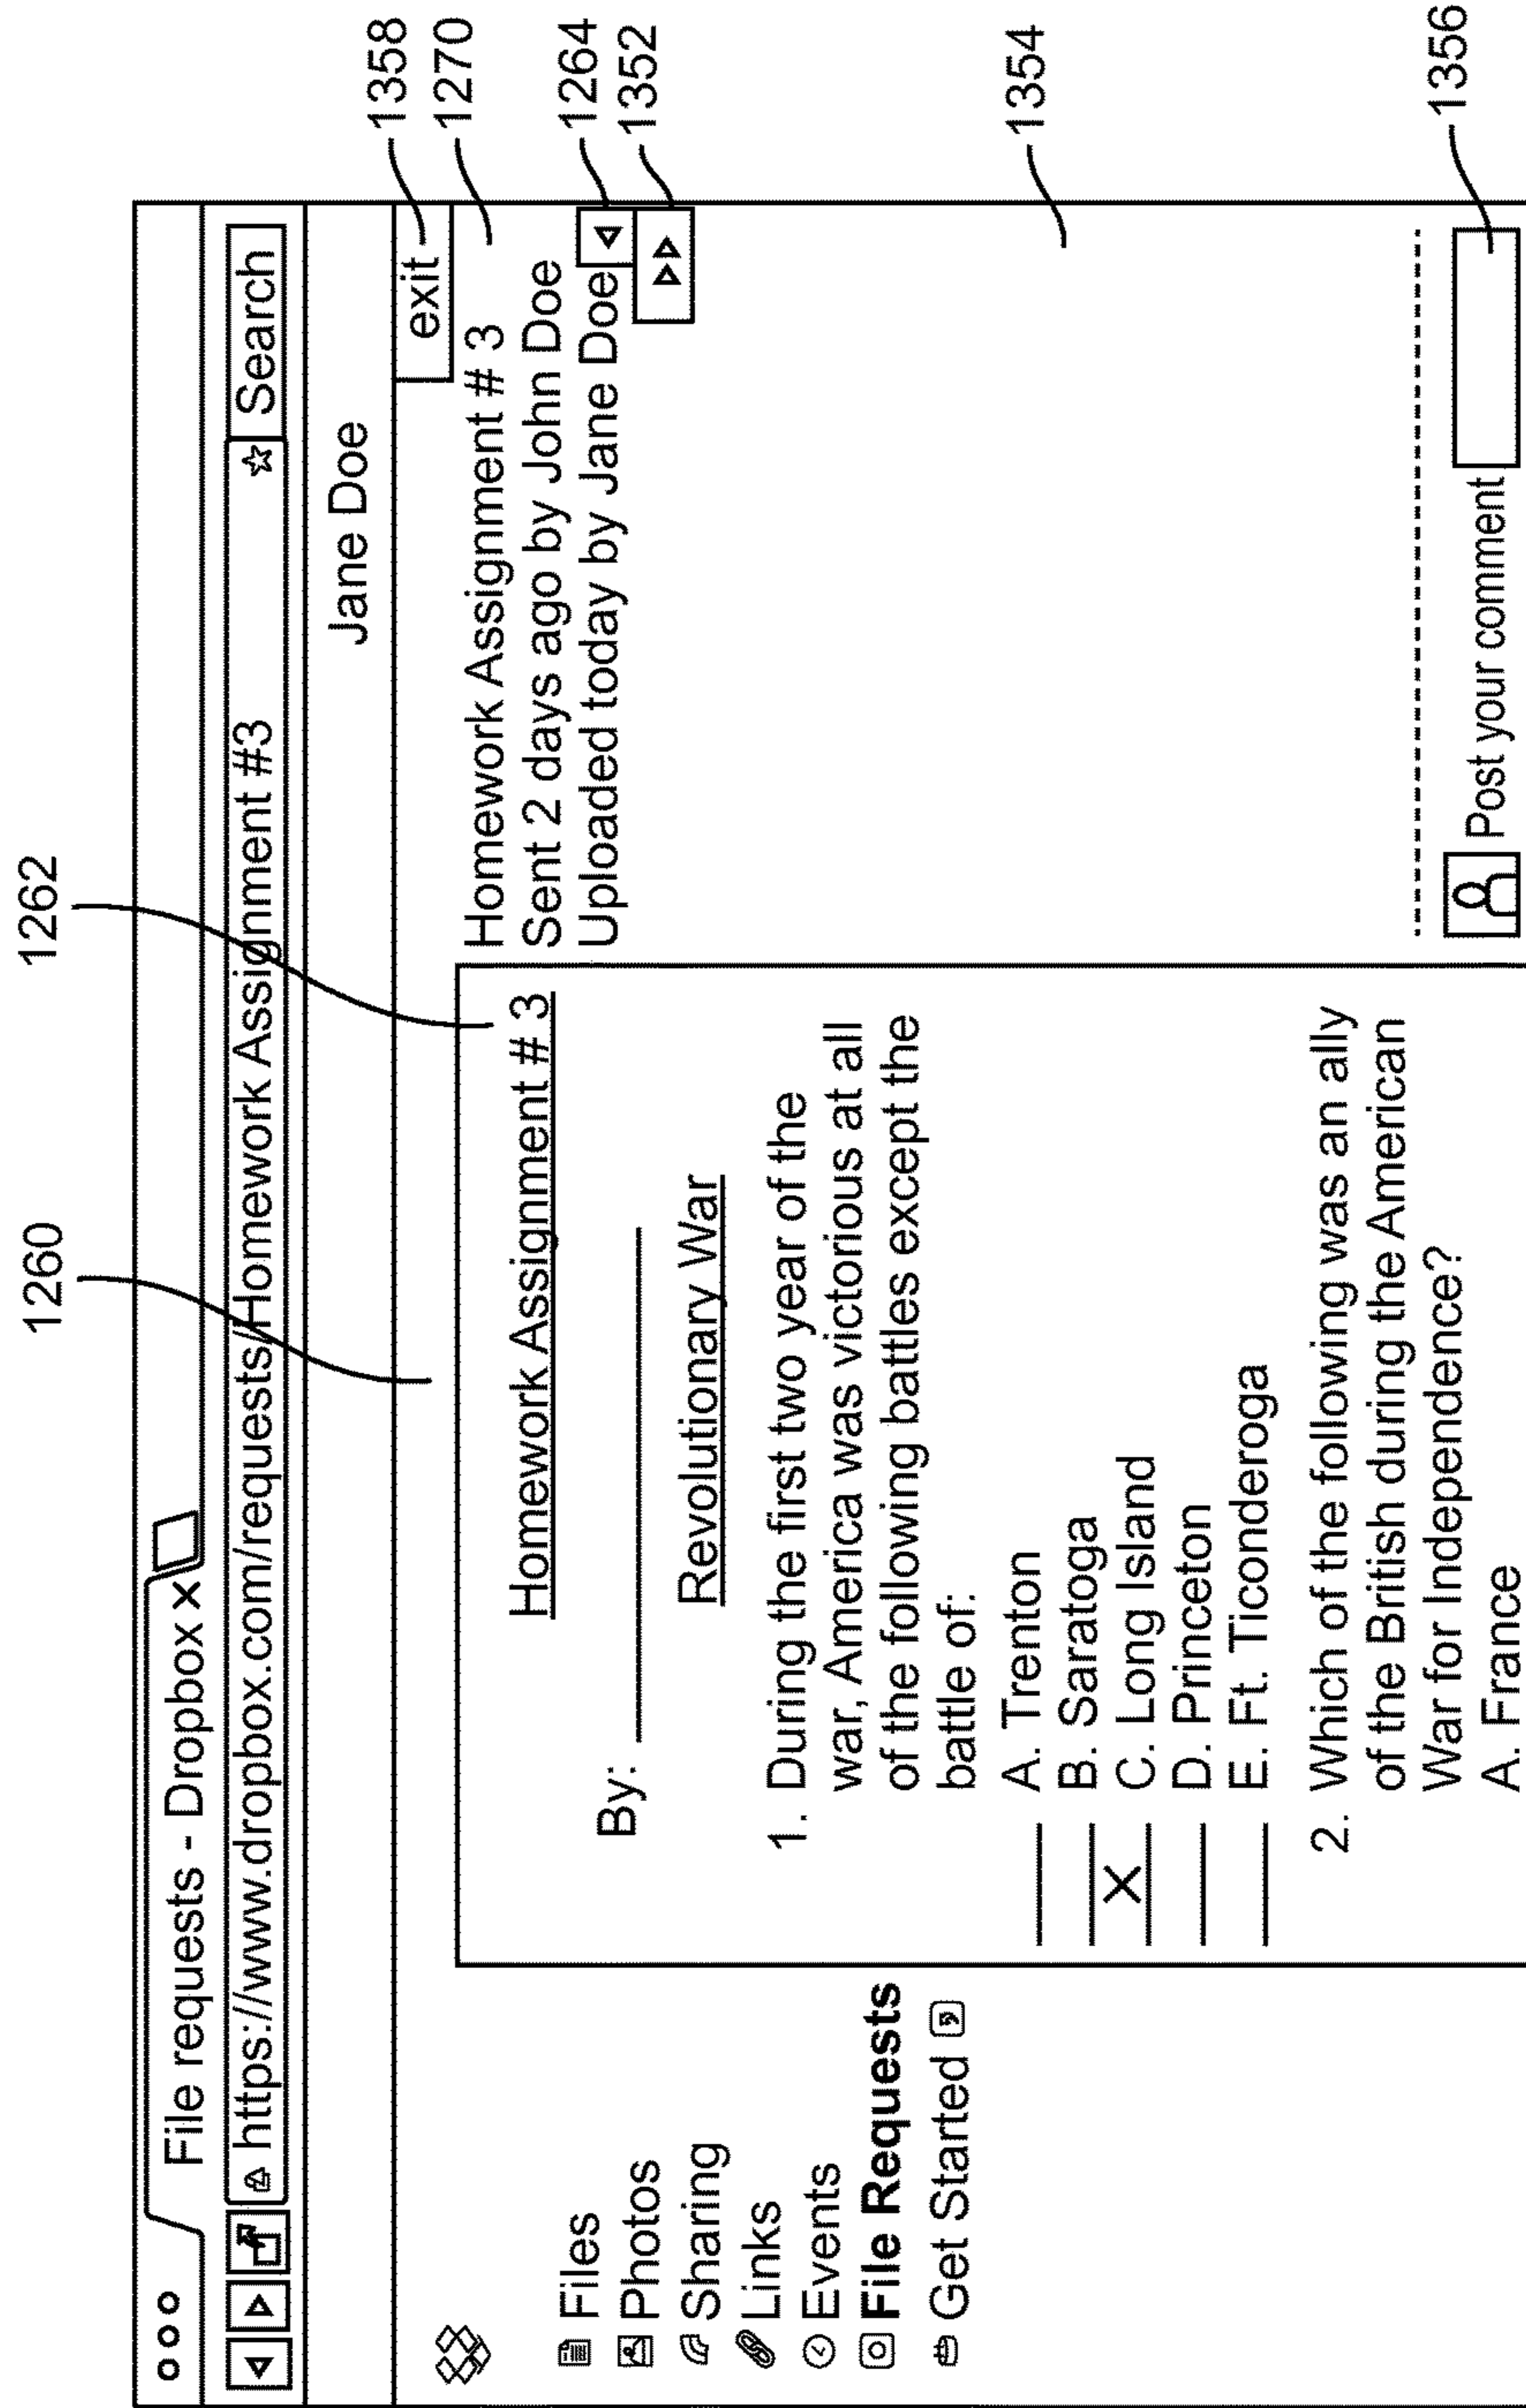 1260
1262
File requests - Dropbox X
https://www.dropbox.com/requests/Homework Assignment #3
Search
Jane Doe
exit
1358
1270
Files
Photos
Sharing
Links
Events
File Requests
Get Started
Homework Assignment # 3
By:
Revolutionary War
1. During the first two year of the
war, America was victorious at all
of the following battles except the
battle of:
A. Trenton
B. Saratoga
X C. Long Island
D. Princeton
E. Ft. Ticonderoga
2. Which of the following was an ally
of the British during the American
War for Independence?
A. France
Homework Assignment # 3
Sent 2 days ago by John Doe
Uploaded today by Jane Doe
1264
1352
1354
Post your comment
1356